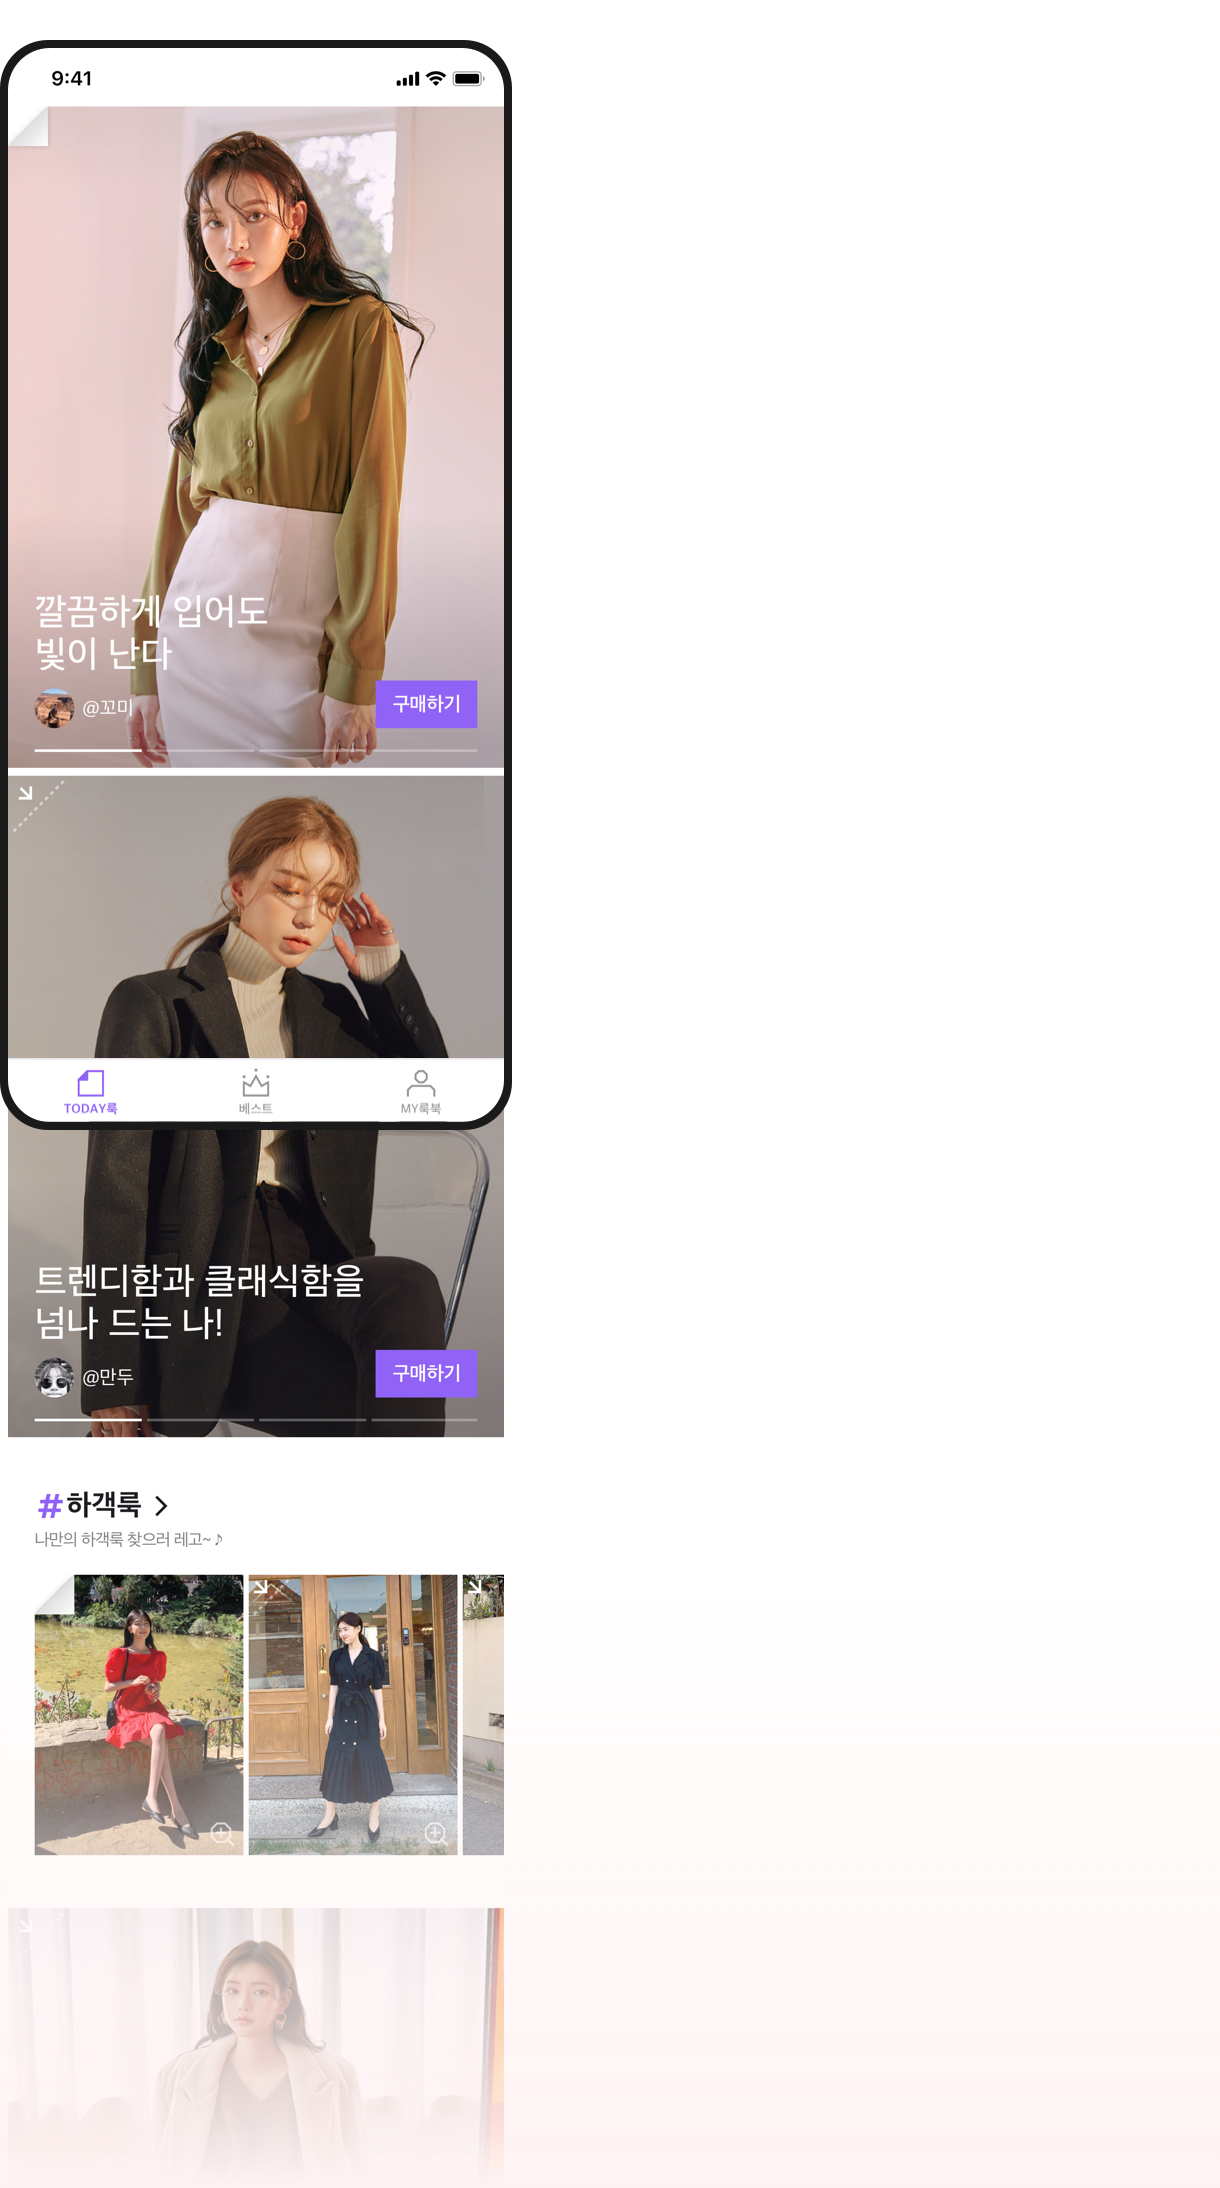 9:41
깔끔하게 입어도
빛이 난다
@꼬미
구매하기
TODAY룩
베스트
MY룩북
트렌디함과 클래식함을
넘나 드는 나!
@만두
구매하기
#하객룩
나만의 하객룩 찾으러 레고~♪